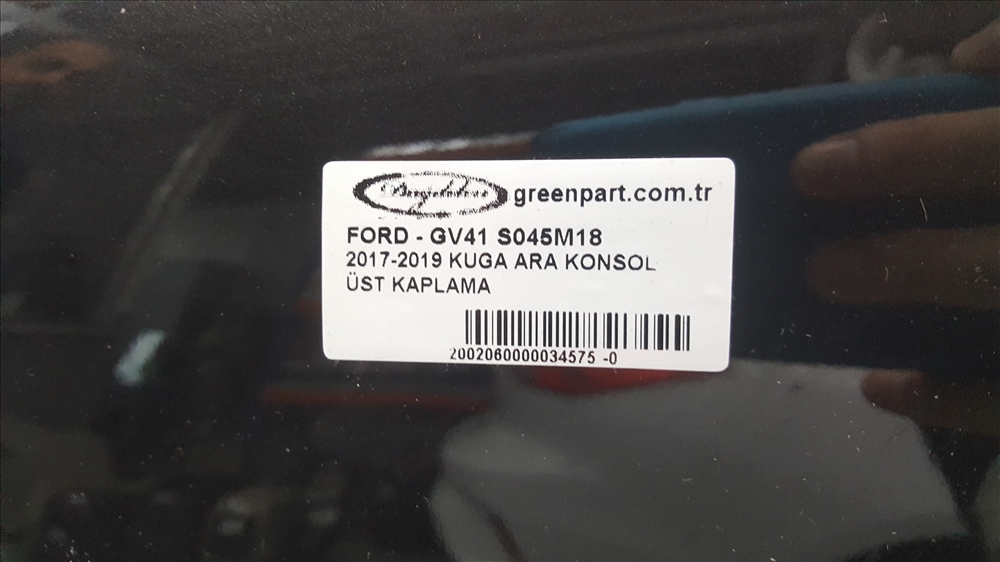 greenpart.com.tr
FORD - GV41 S045M18
2017-2019 KUGA ARA KONSOL
ÜST KAPLAMA
2002060000034575 -0